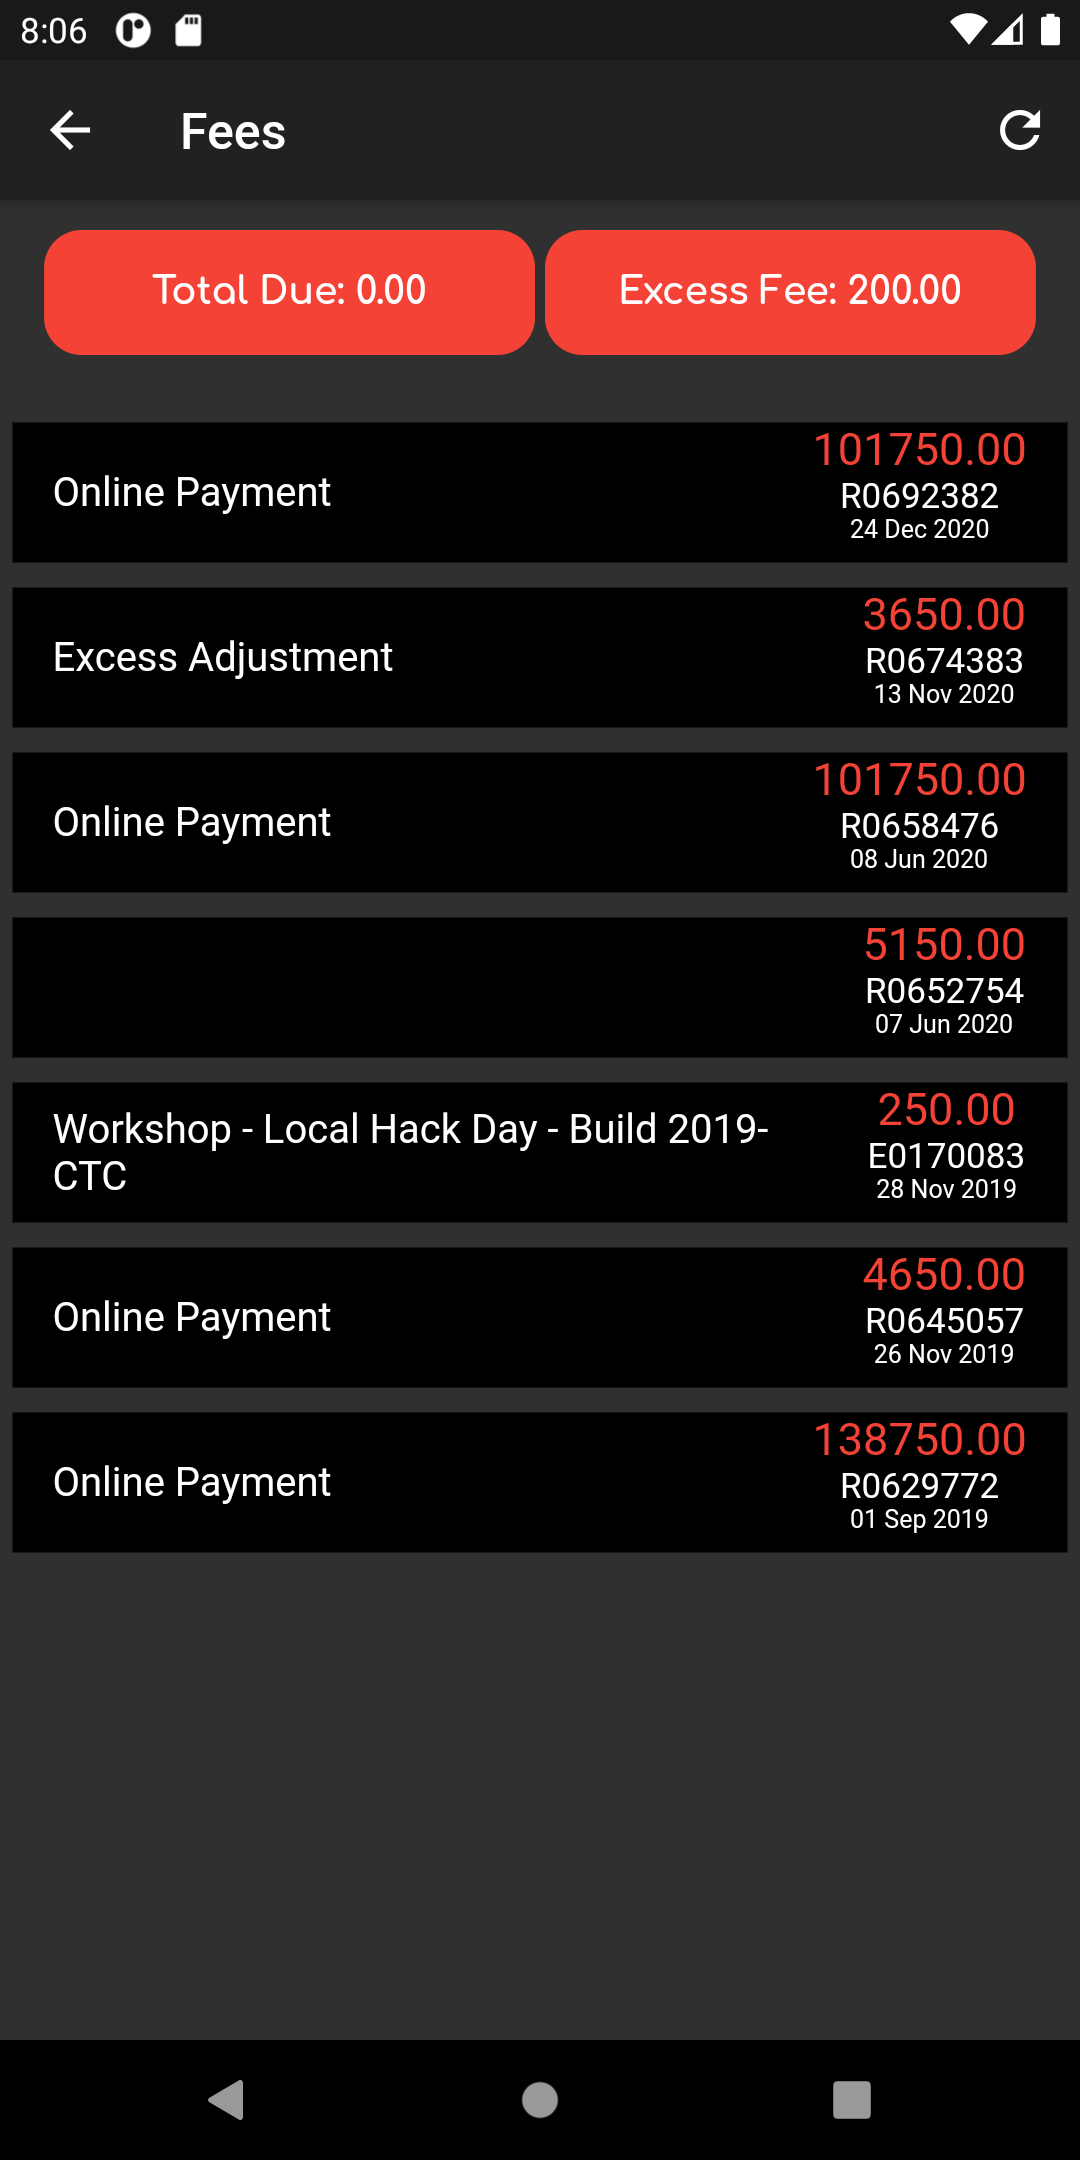 8:06
Fees
Total Due: 0.00
Excess Fee: 200.00
Online Payment
101750.00
R0692382
24 Dec 2020
Excess Adjustment
3650.00
R0674383
13 Nov 2020
Online Payment
101750.00
R0658476
08 Jun 2020
5150.00
R0652754
07 Jun 2020
Workshop - Local Hack Day - Build 2019-
CTC
250.00
E0170083
28 Nov 2019
Online Payment
4650.00
R0645057
26 Nov 2019
Online Payment
138750.00
R0629772
01 Sep 2019